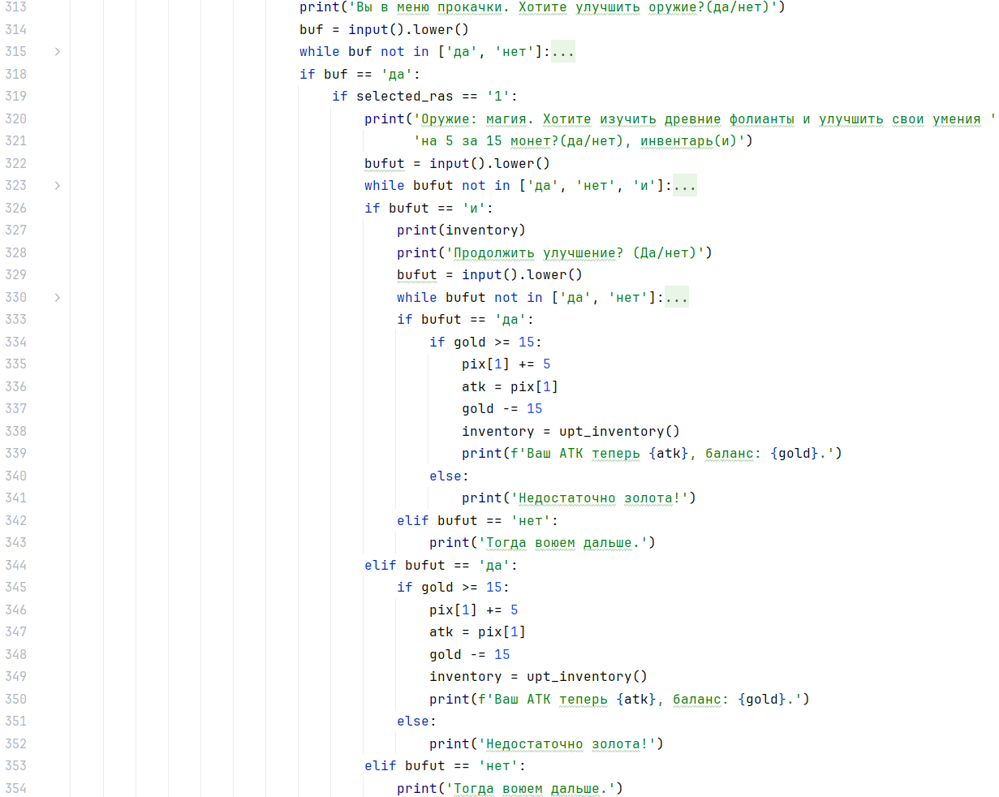 313 print('Вы в меню прокачки. Хотите улучшить оружие?(да/нет)')
314 buf = input().lower()
315 while buf not in ['да', 'нет']:...
318 if buf == 'да':
319 if selected_ras == '1':
320 print('Оружие: магия. Хотите изучить древние фолианты и улучшить свои умения '
321 'на 5 за 15 монет?(да/нет), инвентарь(и)')
322 bufut = input().lower()
323 while bufut not in ['да', 'нет', 'и']:...
326 if bufut == 'и':
327 print(inventory)
328 print('Продолжить улучшение? (Да/нет)')
329 bufut = input().lower()
330 while bufut not in ['да', 'нет']:...
333 if bufut == 'да':
334 if gold >= 15:
335 pix[1] += 5
336 atk = pix[1]
337 gold -= 15
338 inventory = upt_inventory()
339 print(f'Ваш АТК теперь {atk}, баланс: {gold}.')
340 else:
341 print('Недостаточно золота!')
342 elif bufut == 'нет':
343 print('Тогда воюем дальше.')
344 elif bufut == 'да':
345 if gold >= 15:
346 pix[1] += 5
347 atk = pix[1]
348 gold -= 15
349 inventory = upt_inventory()
350 print(f'Ваш АТК теперь {atk}, баланс: {gold}.')
351 else:
352 print('Недостаточно золота!')
353 elif bufut == 'нет':
354 print('Тогда воюем дальше.')